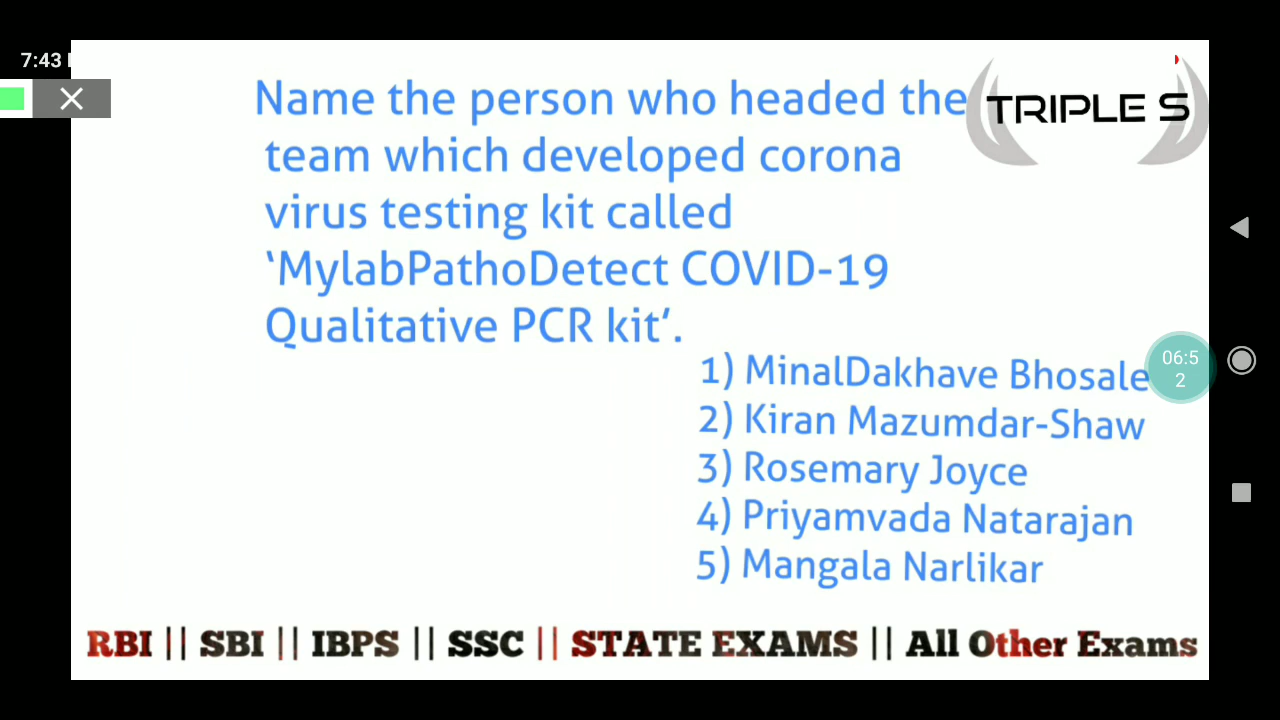 7:43
Name the person who headed the
TRIPLE S
team which developed corona
virus testing kit called
‘MylabPathoDetect COVID-19
Qualitative PCR kit’.
1) MinalDakhave Bhosale
06:5
2
2) Kiran Mazumdar-Shaw
3) Rosemary Joyce
4) Priyamvada Natarajan
5) Mangala Narlikar
RBI || SBI || IBPS || SSC || STATE EXAMS || All Other Exams